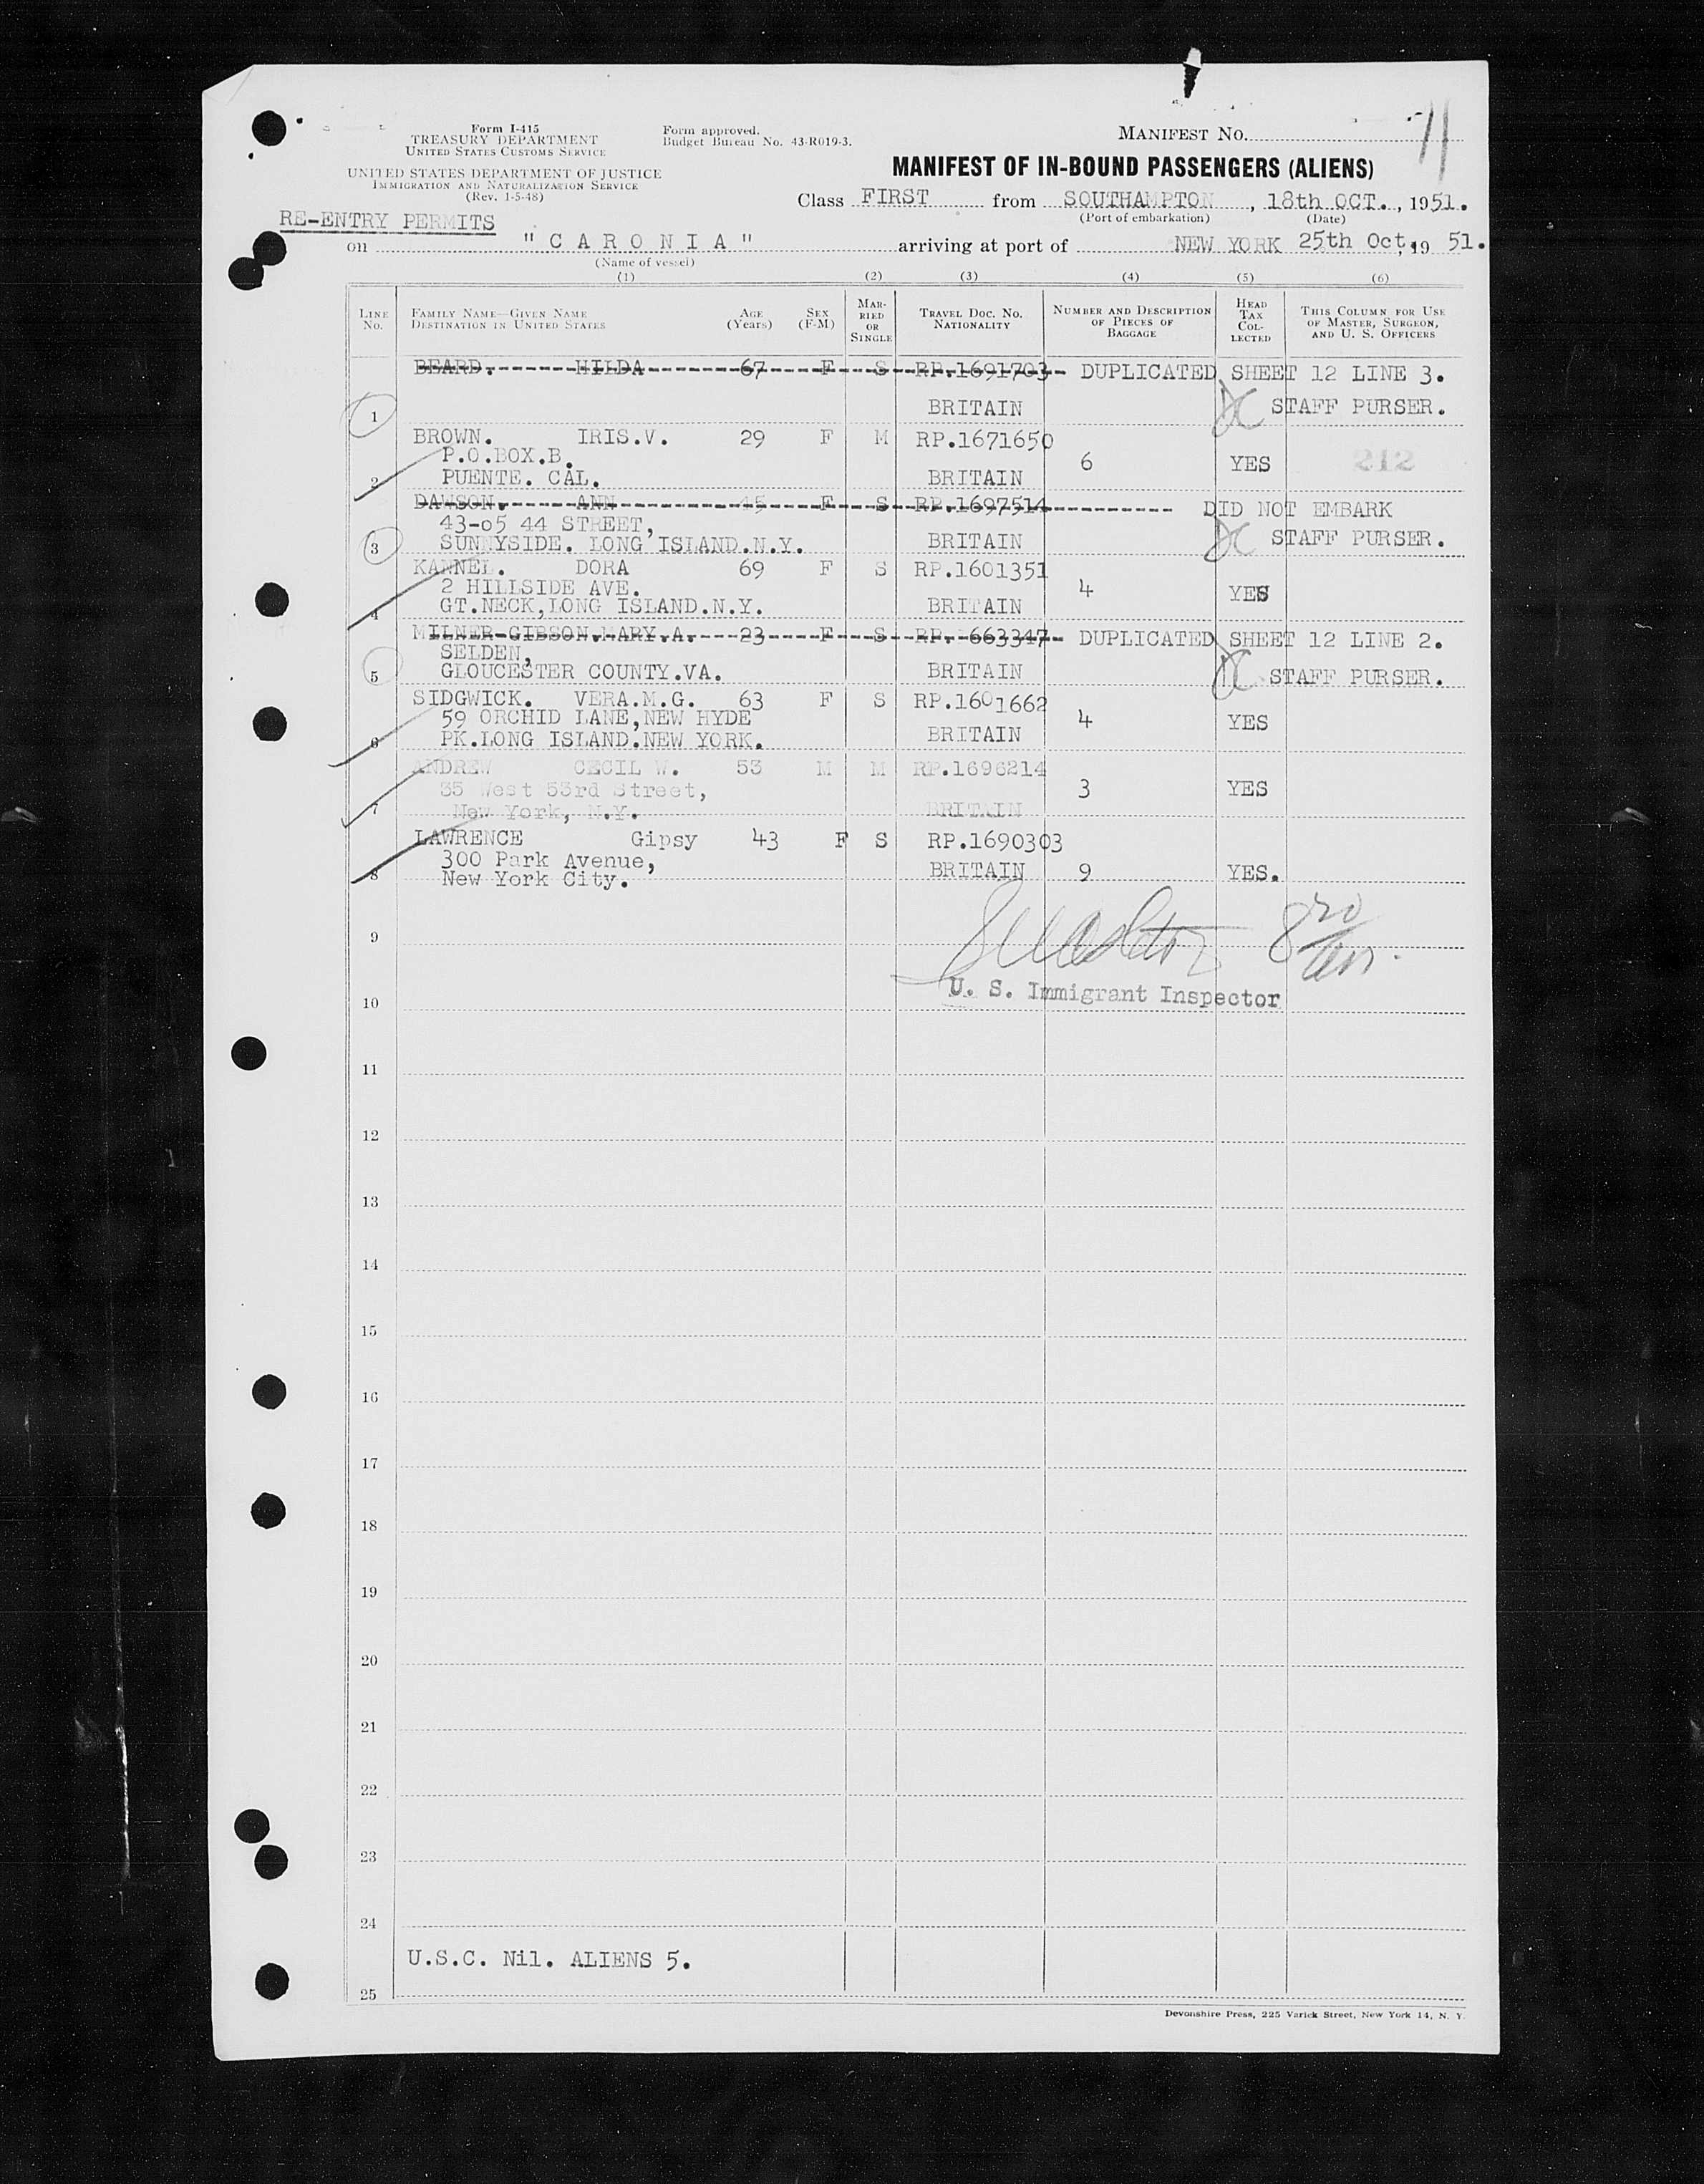 Form I-415
TREASURY DEPARTMENT
UNITED STATES CUSTOMS SERVICE
UNITED STATES DEPARTMENT OF JUSTICE
IMMIGRATION AND NATURALIZATION SERVICE
(Rev. 1-5-48)
Form approved.
Budget Bureau No. 43-R019-3.
MANIFEST No. 11
MANIFEST OF IN-BOUND PASSENGERS (ALIENS)
Class FIRST from SOUTHAMPTON, 18th OCT., 1951.
(Port of embarkation) (Date)
RE-ENTRY PERMITS
on "CARONIA" arriving at port of NEW YORK 25th Oct, 19 51.
(Name of vessel)
(1) (2) (3) (4) (5) (6)
LINE No. FAMILY NAME—GIVEN NAME DESTINATION IN UNITED STATES AGE (Years) SEX (F-M) MARRIED OR SINGLE TRAVEL DOC. NO. NATIONALITY NUMBER AND DESCRIPTION OF PIECES OF BAGGAGE HEAD TAX COLLECTED THIS COLUMN FOR USE OF MASTER, SURGEON, AND U. S. OFFICERS
BEARD. HILDA 67 F S RP.1691703 DUPLICATED SHEET 12 LINE 3.
1 BRITAIN STAFF PURSER.
BROWN. IRIS.V. 29 F M RP.1671650
P.O.BOX.B. 6 YES 212
2 PUENTE. CAL. BRITAIN
DAWSON. ANN 45 F S RP.1697514 DID NOT EMBARK
43-05 44 STREET,
3 SUNNYSIDE. LONG ISLAND.N.Y. BRITAIN STAFF PURSER.
KANNEL. DORA 69 F S RP.1601351
2 HILLSIDE AVE. 4 YES
4 GT.NECK,LONG ISLAND.N.Y. BRITAIN
MILNER-GIBSON.MARY.A. 23 F S RP. 663347 DUPLICATED SHEET 12 LINE 2.
SELDEN,
5 GLOUCESTER COUNTY.VA. BRITAIN STAFF PURSER.
SIDGWICK. VERA.M.G. 63 F S RP.1601662
59 ORCHID LANE,NEW HYDE 4 YES
6 PK.LONG ISLAND.NEW YORK. BRITAIN
ANDREW CECIL W. 53 M M RP.1696214
35 West 53rd Street, 3 YES
7 New York, N.Y. BRITAIN
LAWRENCE Gipsy 43 F S RP.1690303
300 Park Avenue,
8 New York City. BRITAIN 9 YES.
9 8 30 am.
U. S. Immigrant Inspector
10
11
12
13
14
15
16
17
18
19
20
21
22
23
24
U.S.C. Nil. ALIENS 5.
25
Devonshire Press, 225 Varick Street, New York 14, N. Y.